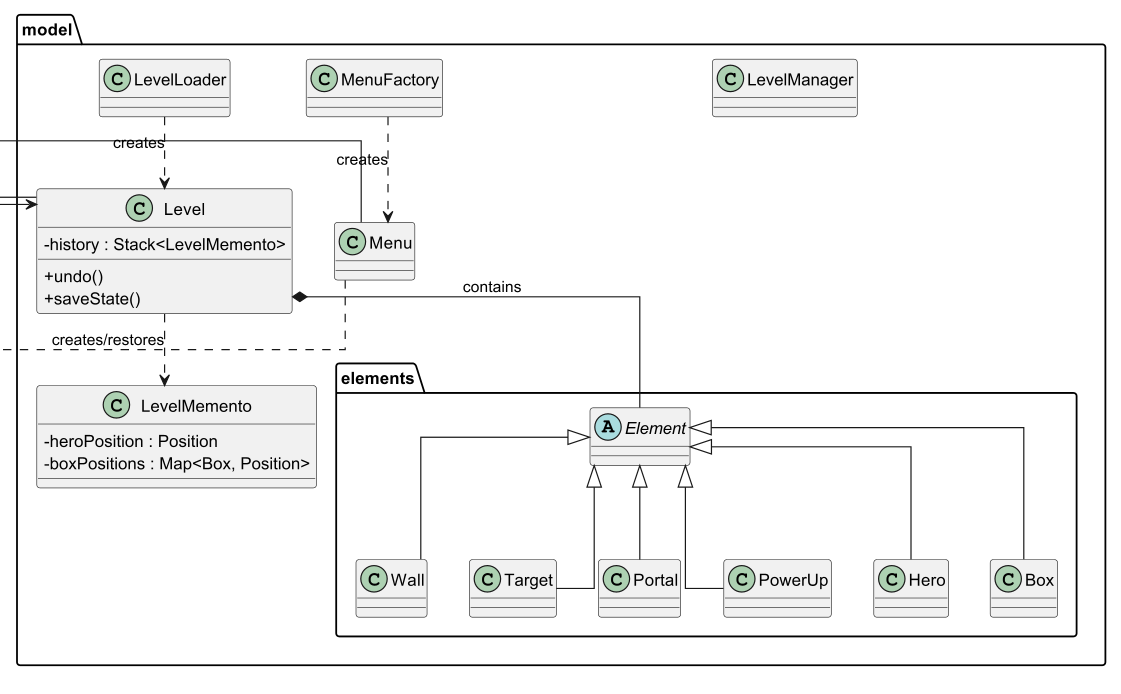 model
C LevelLoader
C MenuFactory
C LevelManager
creates
creates
C Level
-history : Stack<LevelMemento>
+undo()
+saveState()
C Menu
contains
creates/restores
elements
C LevelMemento
-heroPosition : Position
-boxPositions : Map<Box, Position>
A Element
C Wall
C Target
C Portal
C PowerUp
C Hero
C Box